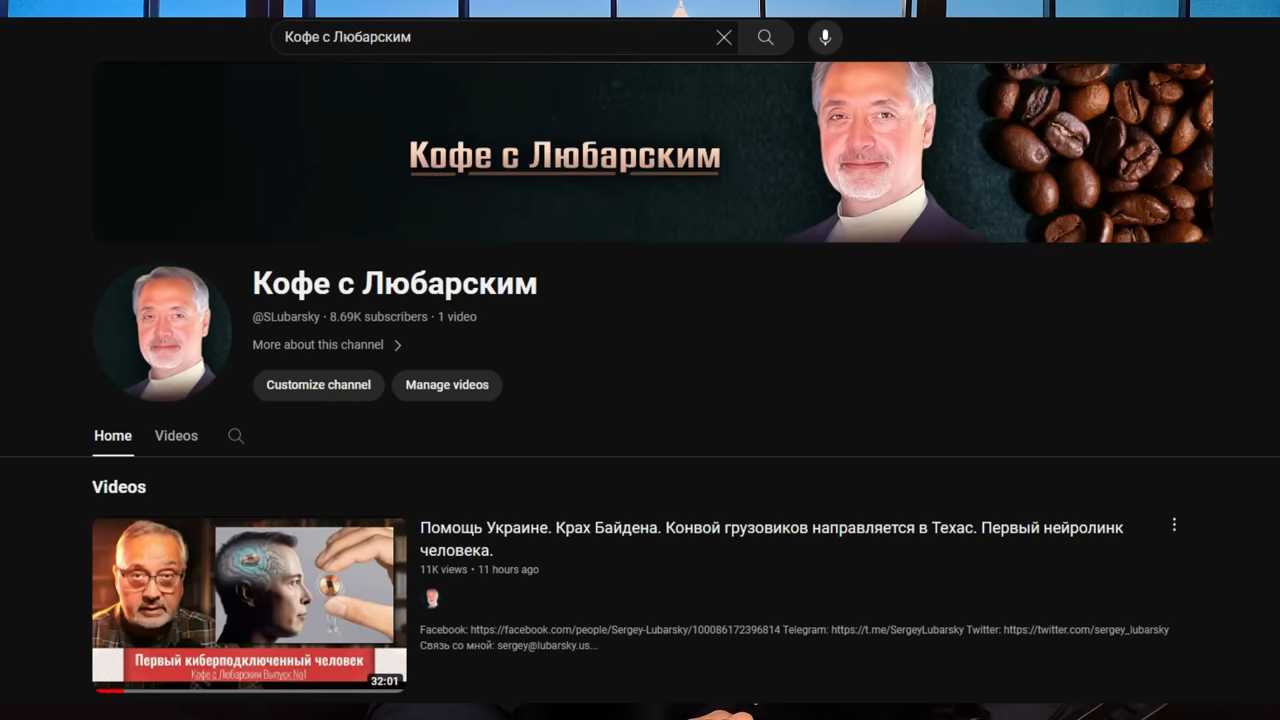 Кофе с Любарским
Кофе с Любарским
Кофе с Любарским
@SLubarsky · 8.69K subscribers · 1 video
More about this channel
Customize channel
Manage videos
Home
Videos
Videos
Помощь Украине. Крах Байдена. Конвой грузовиков направляется в Техас. Первый нейролинк
человека.
11K views • 11 hours ago
Facebook: https://facebook.com/people/Sergey-Lubarsky/100086172396814 Telegram: https://t.me/SergeyLubarsky Twitter: https://twitter.com/sergey_lubarsky
Связь со мной: sergey@lubarsky.us...
Первый киберподключенный человек
Кофе с Любарским Выпуск №1
32:01